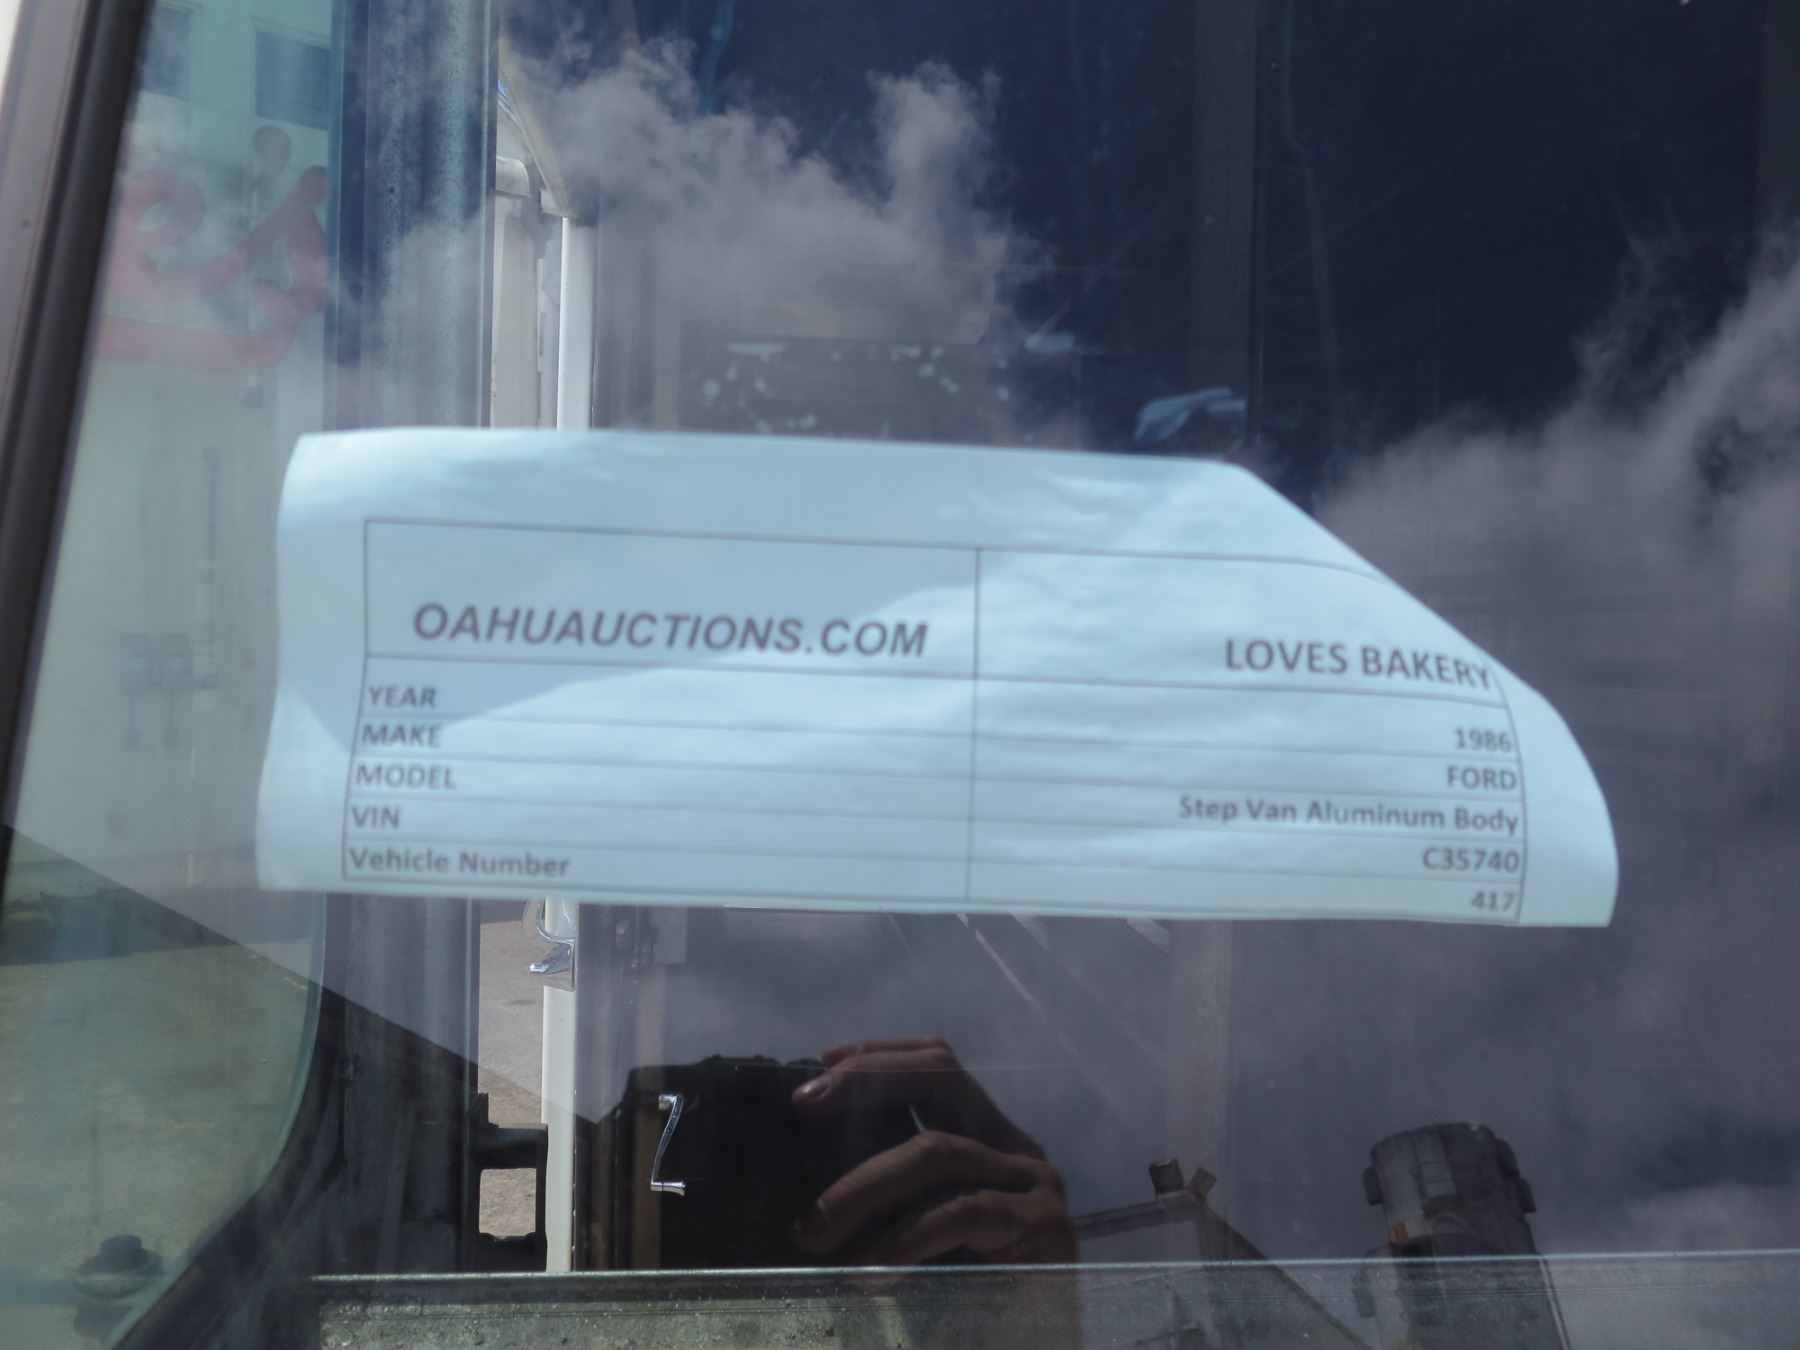 e's
OAHUAUCTIONS.COM LOVES BAKERY
YEAR 1986
MAKE FORD
MODEL Step Van Aluminum Body
VIN C35740
Vehicle Number 417